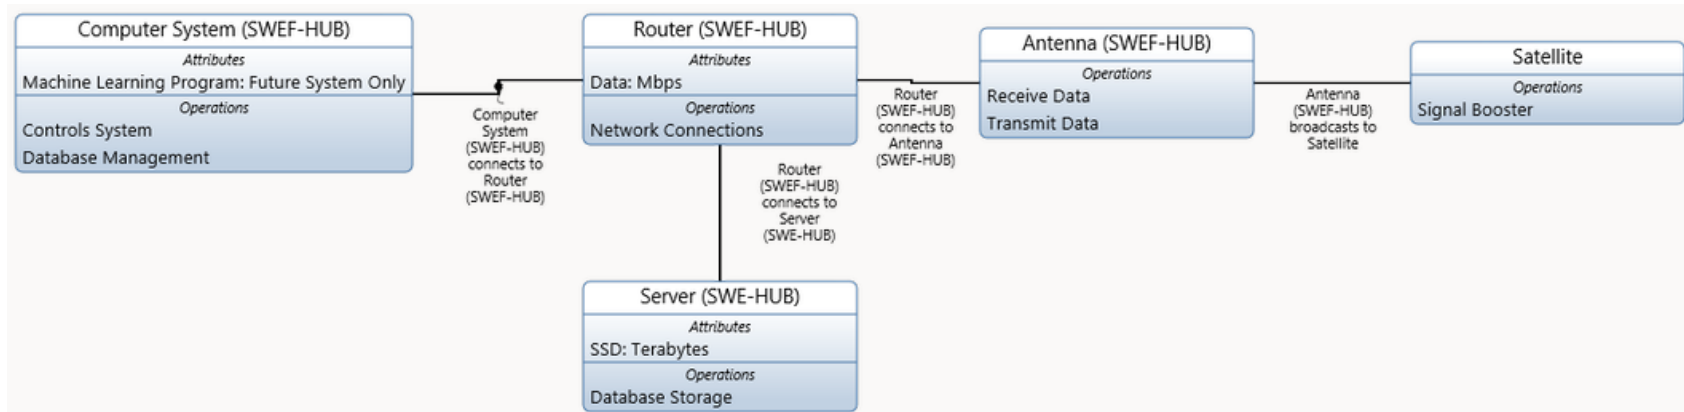 Computer System (SWEF-HUB)
Attributes
Machine Learning Program: Future System Only
Operations
Controls System
Database Management
Computer
System
(SWEF-HUB)
connects to
Router
(SWEF-HUB)
Router (SWEF-HUB)
Attributes
Data: Mbps
Operations
Network Connections
Router
(SWEF-HUB)
connects to
Antenna
(SWEF-HUB)
Antenna (SWEF-HUB)
Operations
Receive Data
Transmit Data
Antenna
(SWEF-HUB)
broadcasts to
Satellite
Satellite
Operations
Signal Booster
Router
(SWEF-HUB)
connects to
Server
(SWE-HUB)
Server (SWE-HUB)
Attributes
SSD: Terabytes
Operations
Database Storage